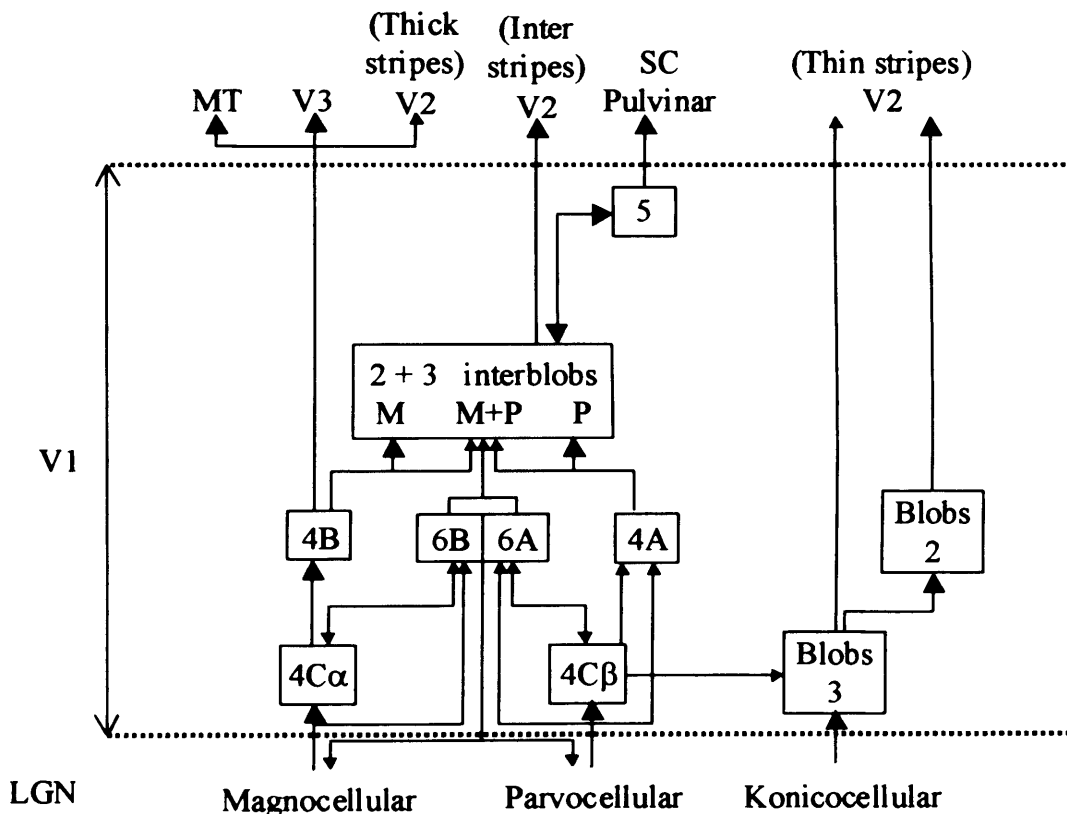 (Thick
stripes)
(Inter
stripes)
SC
(Thin stripes)
MT
V3
V2
V2
Pulvinar
V2
5
2 + 3 interblobs
M M+P P
V1
4B
6B
6A
4A
Blobs
2
4Cα
4Cβ
Blobs
3
LGN
Magnocellular
Parvocellular
Konicocellular